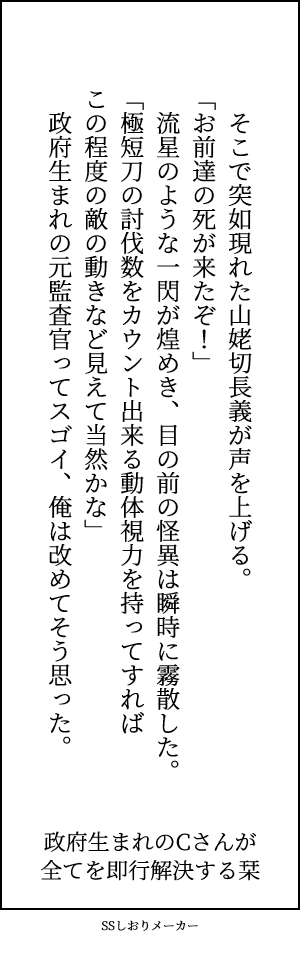 そこで突如現れた山姥切長義が声を上げる。
「お前達の死が来たぞ！」
　流星のような一閃が煌めき、目の前の怪異は瞬時に霧散した。
「極短刀の討伐数をカウント出来る動体視力を持ってすれば
この程度の敵の動きなど見えて当然かな」
　政府生まれの元監査官ってスゴイ、俺は改めてそう思った。
政府生まれのCさんが
全てを即行解決する栞
SSしおりメーカー